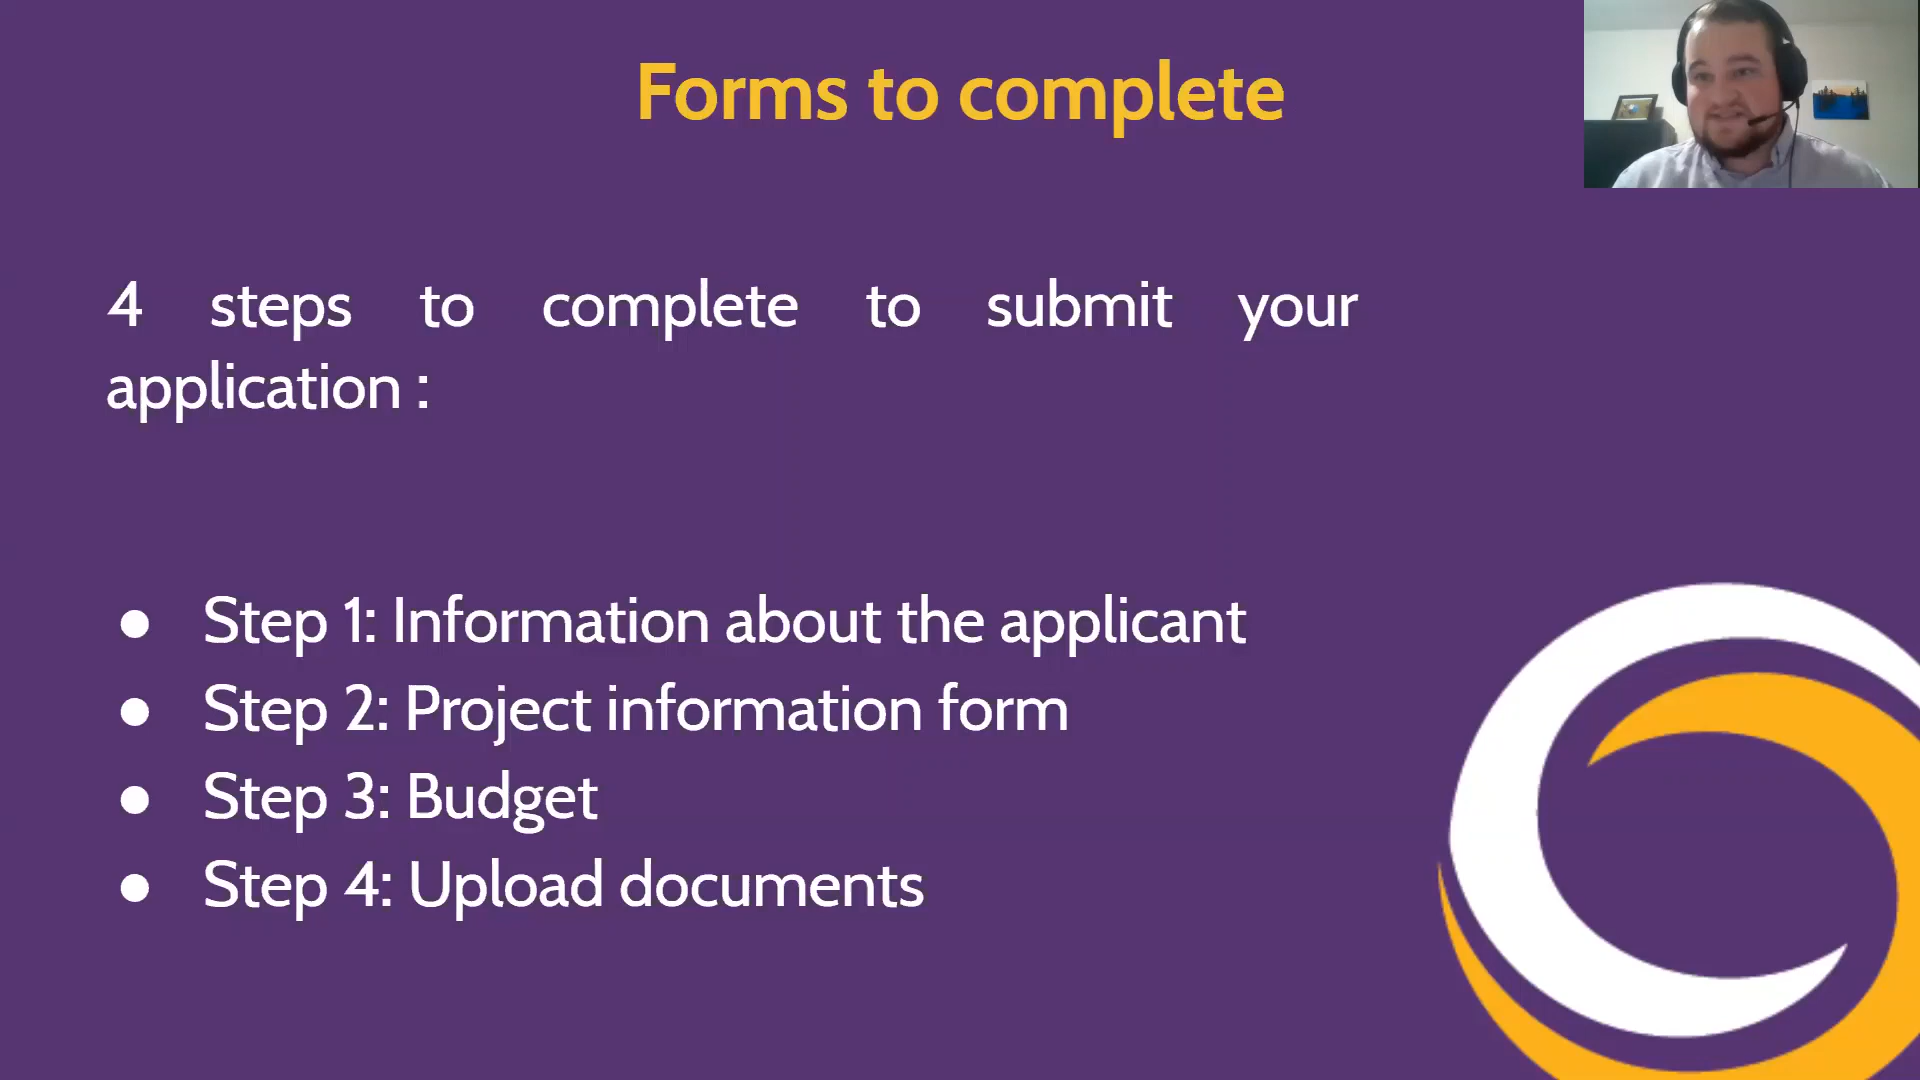 Forms to complete
4 steps to complete to submit your
application :
● Step 1: Information about the applicant
● Step 2: Project information form
● Step 3: Budget
● Step 4: Upload documents